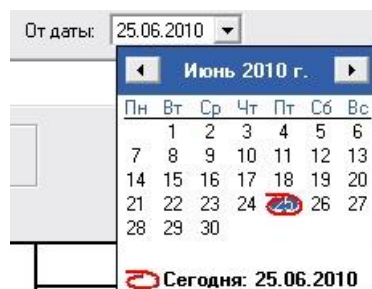 От даты: 25.06.2010
Июнь 2010 г.
Пн Вт Ср Чт Пт Сб Вс
1 2 3 4 5 6
7 8 9 10 11 12 13
14 15 16 17 18 19 20
21 22 23 24 25 26 27
28 29 30
Сегодня: 25.06.2010